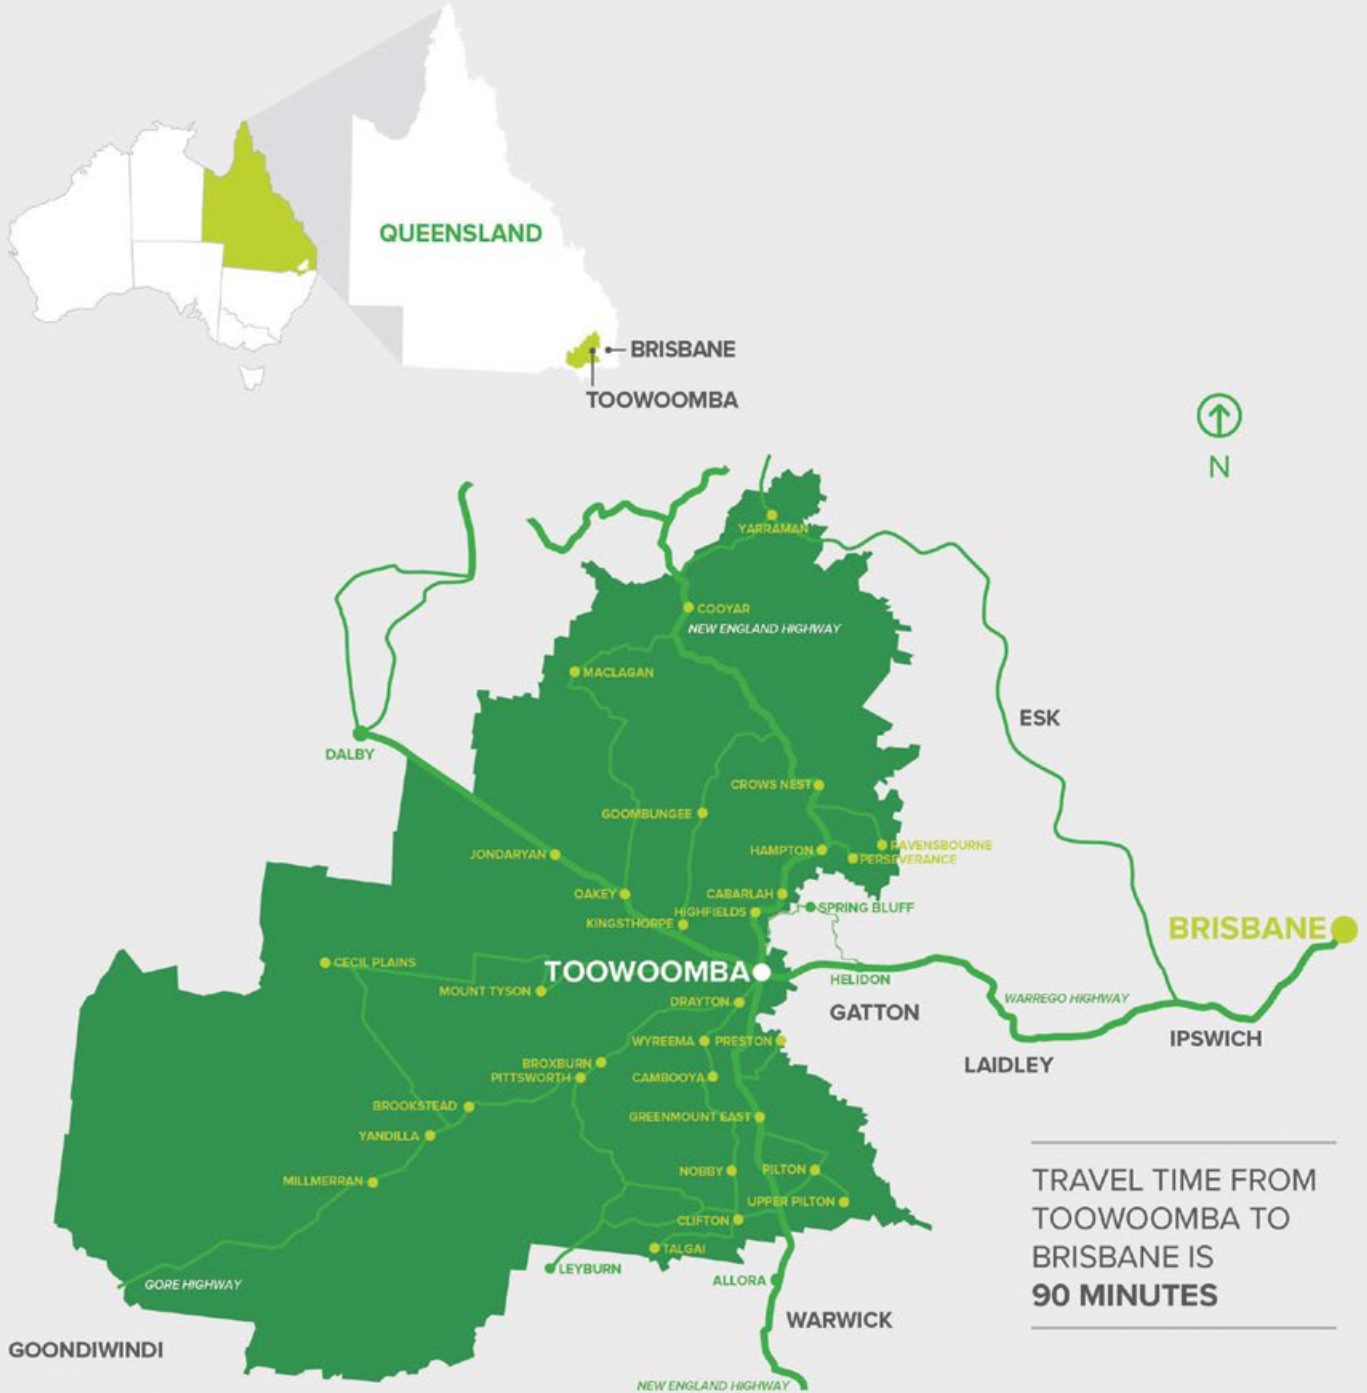 QUEENSLAND
BRISBANE
TOOWOOMBA
N
YARRAMAN
COOYAR
NEW ENGLAND HIGHWAY
MACLAGAN
ESK
DALBY
CROWS NEST
GOOMBUNGEE
RAVENSBOURNE
HAMPTON
JONDARYAN
PERSEVERANCE
OAKEY
CABARLAH
SPRING BLUFF
HIGHFIELDS
KINGSTHORPE
BRISBANE
CECIL PLAINS
TOOWOOMBA
HELIDON
MOUNT TYSON
WARREGO HIGHWAY
DRAYTON
GATTON
IPSWICH
WYREEMA
PRESTON
BROXBURN
LAIDLEY
PITTSWORTH
CAMBOOYA
BROOKSTEAD
GREENMOUNT EAST
YANDILLA
NOBBY
PILTON
MILLMERRAN
UPPER PILTON
CLIFTON
TALGAI
LEYBURN
ALLORA
GORE HIGHWAY
WARWICK
GOONDIWINDI
NEW ENGLAND HIGHWAY
TRAVEL TIME FROM
TOOWOOMBA TO
BRISBANE IS
90 MINUTES